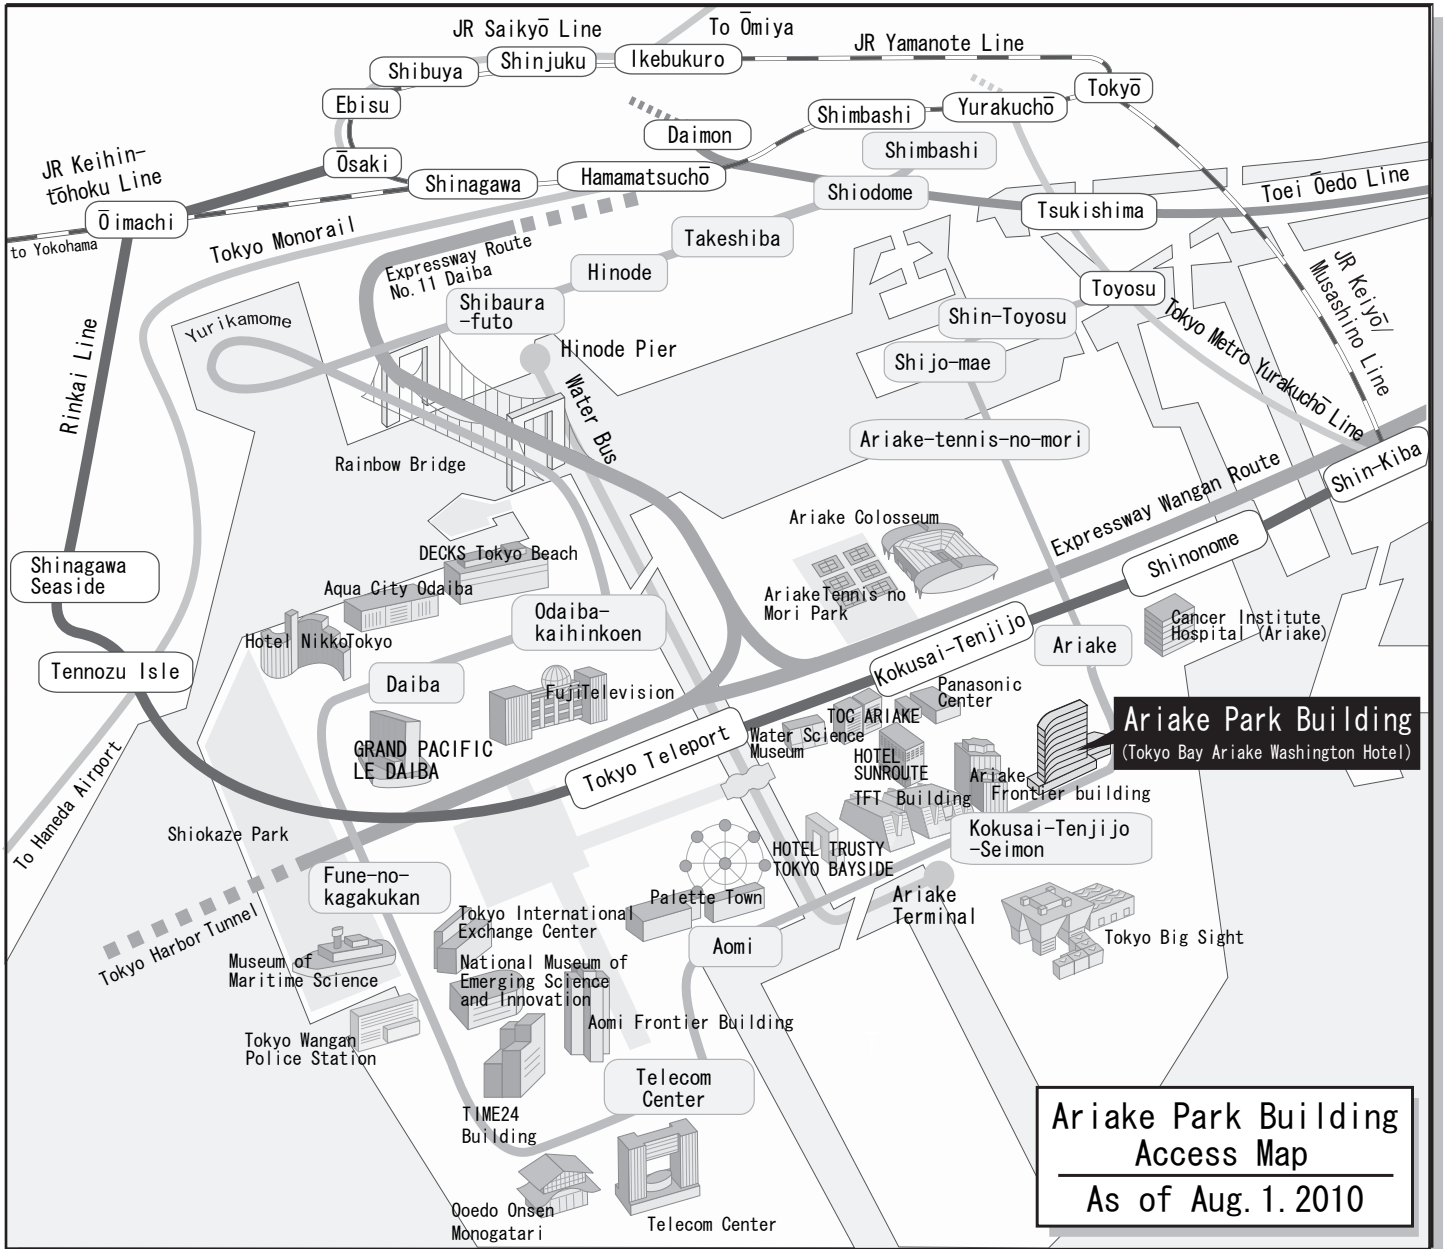 To Ōmiya
JR Saikyō Line
JR Yamanote Line
Ikebukuro
Shinjuku
Shibuya
Tokyō
Ebisu
Yurakuchō
Shimbashi
Daimon
Shimbashi
Ōsaki
JR Keihin-
tōhoku Line
Shinagawa
Hamamatsuchō
Shiodome
Toei Ōedo Line
Tsukishima
Ōimachi
to Yokohama
Tokyo Monorail
Takeshiba
Expressway Route
No.11 Daiba
Hinode
Toyosu
JR Keiyō/
Musashino Line
Shibaura
-futo
Yurikamome
Shin-Toyosu
Hinode Pier
Shijo-mae
Tokyo Metro Yurakuchō Line
Rinkai Line
Water Bus
Ariake-tennis-no-mori
Rainbow Bridge
Shin-Kiba
Expressway Wangan Route
Ariake Colosseum
DECKS Tokyo Beach
Shinonome
Shinagawa
Seaside
Aqua City Odaiba
AriakeTennis no
Mori Park
Odaiba-
kaihinkoen
Cancer Institute
Hospital (Ariake)
Hotel NikkoTokyo
Kokusai-Tenjijo
Ariake
Tennozu Isle
Daiba
FujiTelevision
Panasonic
Center
TOC ARIAKE
Ariake Park Building
(Tokyo Bay Ariake Washington Hotel)
GRAND PACIFIC
LE DAIBA
Tokyo Teleport
Water Science
Museum
HOTEL
SUNROUTE
Ariake
Frontier building
TFT Building
To Haneda Airport
Shiokaze Park
Kokusai-Tenjijo
-Seimon
HOTEL TRUSTY
TOKYO BAYSIDE
Fune-no-
kagakukan
Palette Town
Ariake
Terminal
Tokyo Harbor Tunnel
Tokyo International
Exchange Center
Aomi
Tokyo Big Sight
Museum of
Maritime Science
National Museum of
Emerging Science
and Innovation
Aomi Frontier Building
Tokyo Wangan
Police Station
Telecom
Center
TIME24
Building
Ooedo Onsen
Monogatari
Telecom Center
Ariake Park Building
Access Map
As of Aug.1.2010